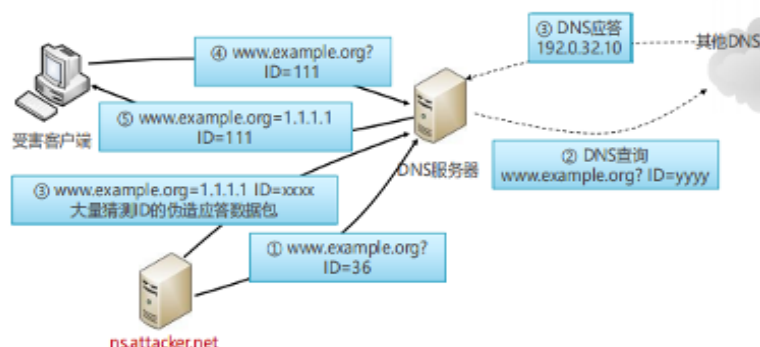 ③ DNS应答
192.0.32.10
其他DNS
④ www.example.org?
ID=111
受害客户端
⑤ www.example.org=1.1.1.1
ID=111
DNS服务器
② DNS查询
www.example.org? ID=yyyy
③ www.example.org=1.1.1.1 ID=xxxx
大量猜测ID的伪造应答数据包
① www.example.org?
ID=36
ns.attacker.net